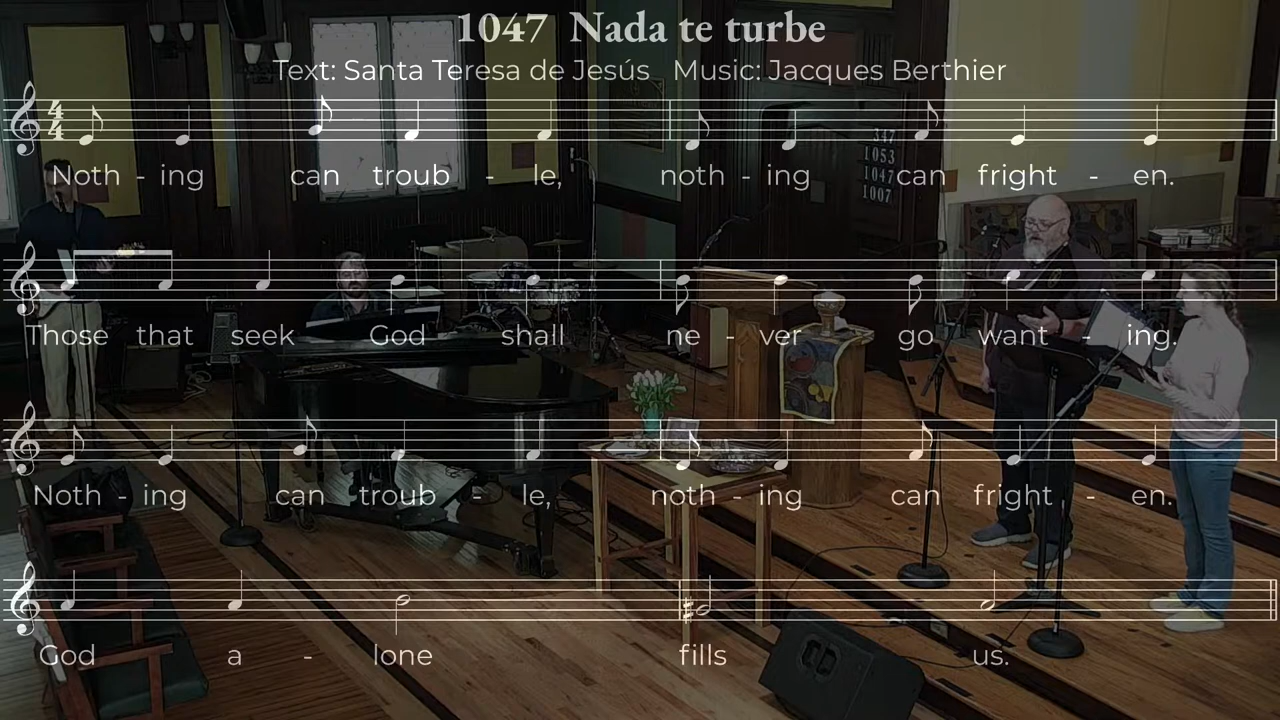 1047 Nada te turbe
Text: Santa Teresa de Jesús Music: Jacques Berthier
4
4
Noth - ing can troub - le, noth - ing can fright - en.
347
1053
1047
1007
Those that seek God shall ne - ver go want - ing.
Noth - ing can troub - le, noth - ing can fright - en.
God a - lone fills us.